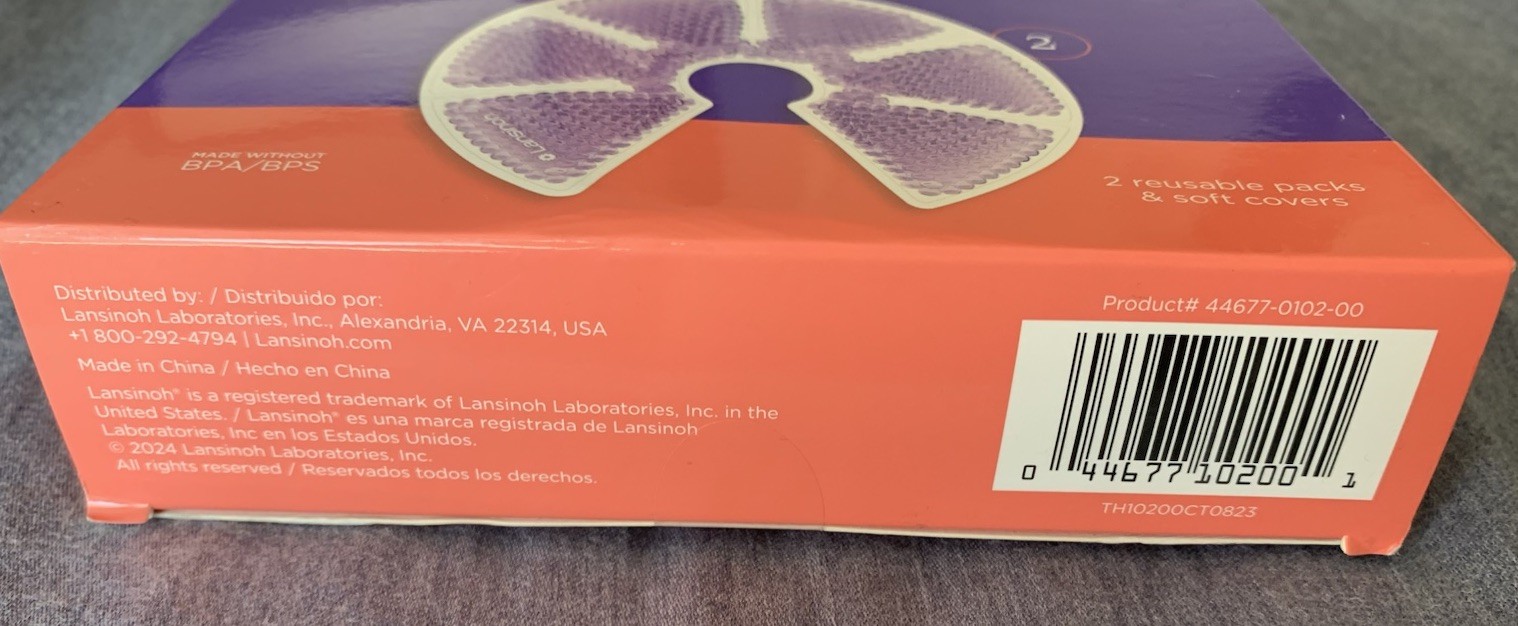 2
LANSINOH
MADE WITHOUT
BPA/BPS
2 reusable packs
& soft covers
Distributed by: / Distribuido por:
Lansinoh Laboratories, Inc., Alexandria, VA 22314, USA
+1 800-292-4794 | Lansinoh.com
Made in China / Hecho en China
Lansinoh® is a registered trademark of Lansinoh Laboratories, Inc. in the
United States. / Lansinoh® es una marca registrada de Lansinoh
Laboratories, Inc en los Estados Unidos.
© 2024 Lansinoh Laboratories, Inc.
All rights reserved / Reservados todos los derechos.
Product# 44677-0102-00
0 44677 10200 1
TH10200CT0823